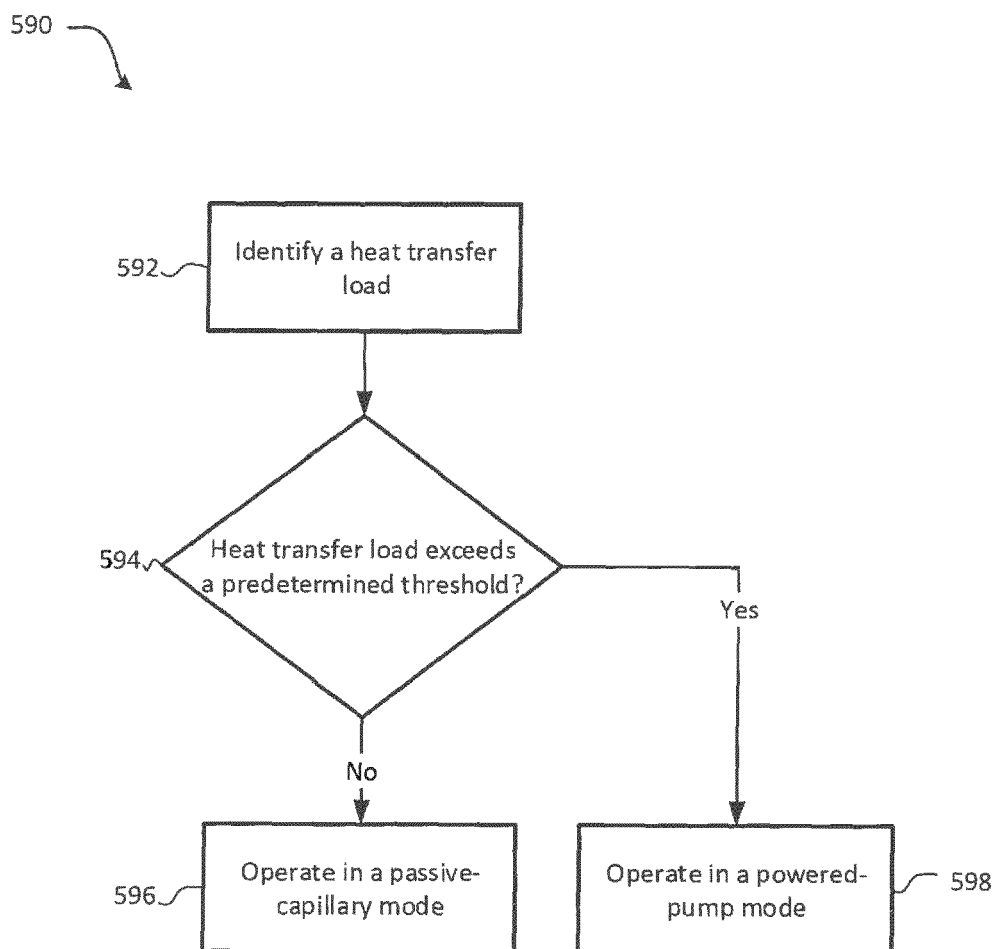 590
592
Identify a heat transfer
load
594
Heat transfer load exceeds
a predetermined threshold?
Yes
No
596
Operate in a passive-
capillary mode
Operate in a powered-
pump mode
598